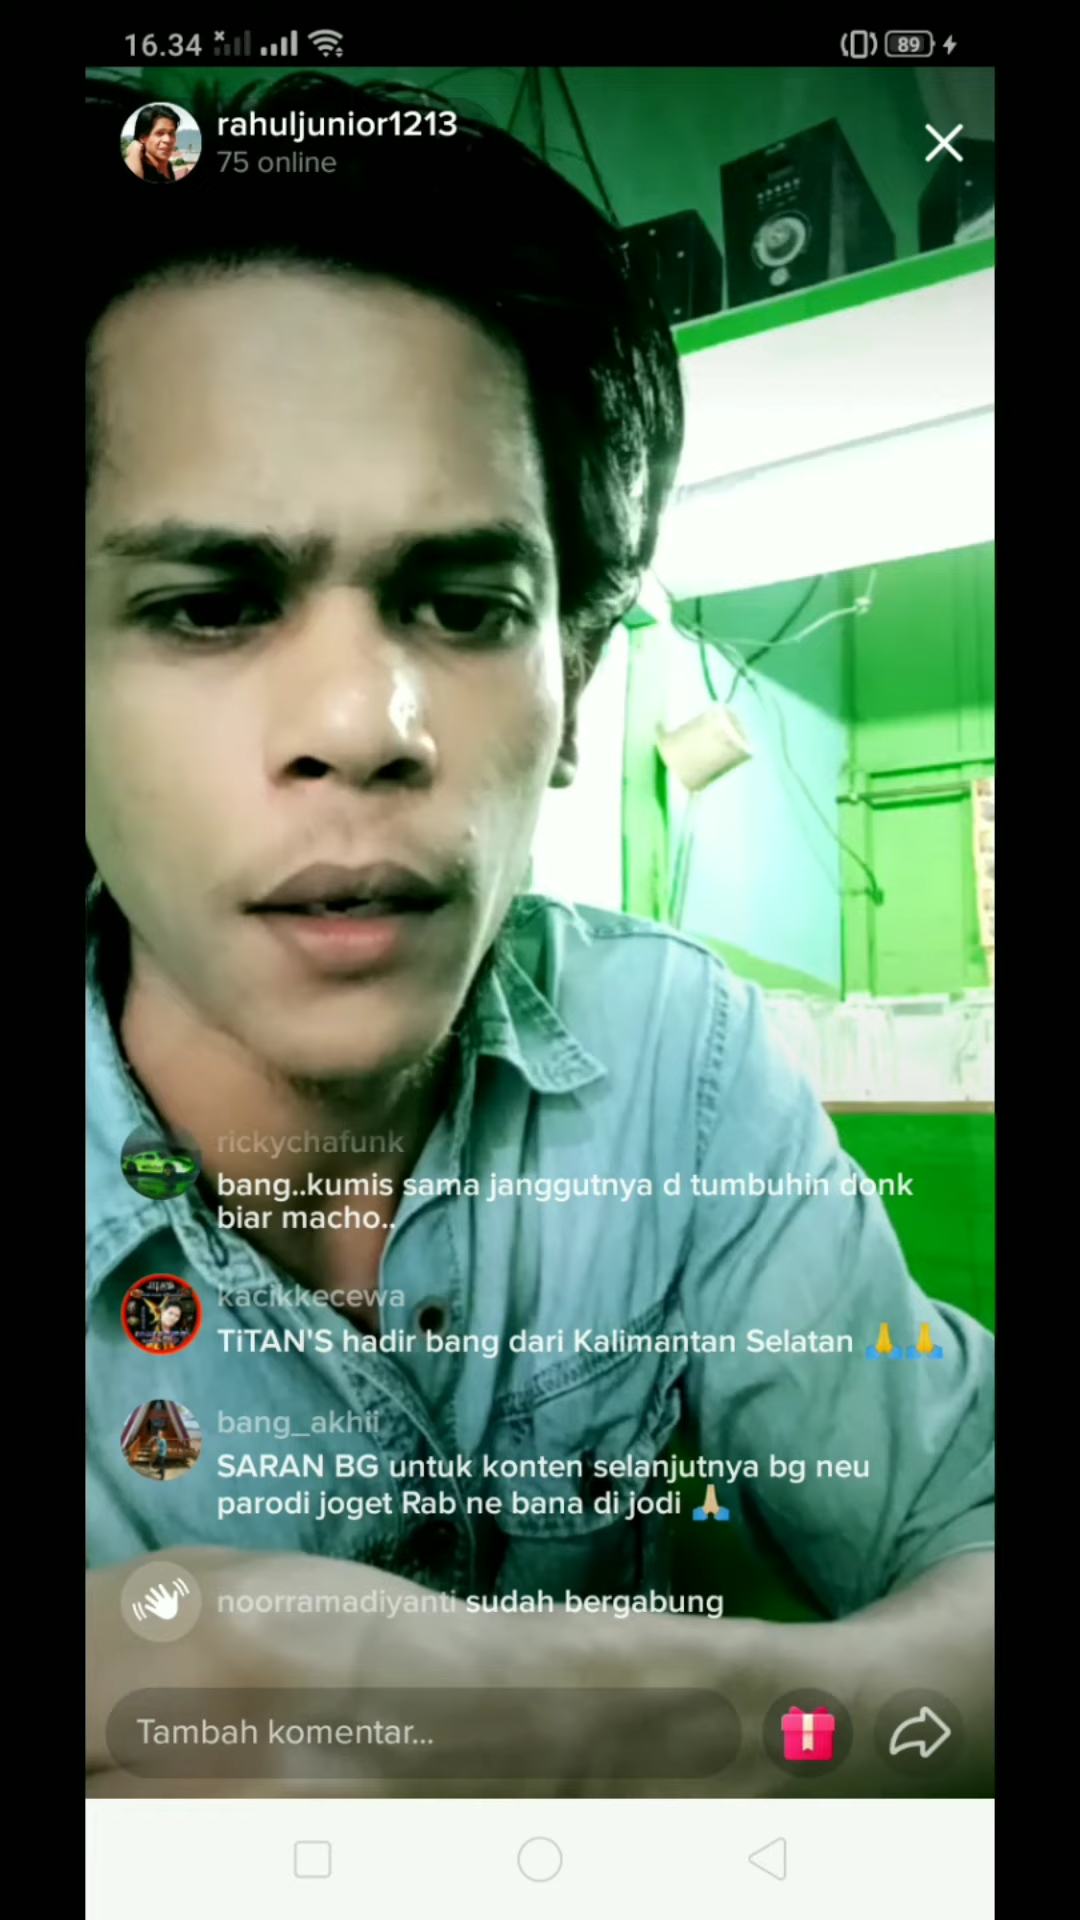 16.34
89
rahuljunior1213
75 online
rickychafunk
bang..kumis sama janggutnya d tumbuhin donk
biar macho..
kacikkecewa
TiTAN'S hadir bang dari Kalimantan Selatan 🙏🙏
bang_akhii
SARAN BG untuk konten selanjutnya bg neu
parodi joget Rab ne bana di jodi 🙏🏼
noorramadiyanti sudah bergabung
Tambah komentar...